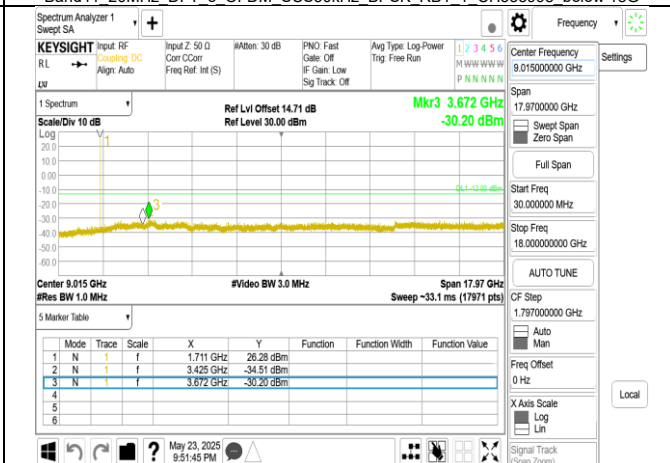 Spectrum Analyzer 1
Swept SA
Frequency
KEYSIGHT
Input: RF
Coupling: DC
Align: Auto
Input Z: 50 Ω
Corr CCorr
Freq Ref: Int (S)
#Atten: 30 dB
PNO: Fast
Gate: Off
IF Gain: Low
Sig Track: Off
Avg Type: Log-Power
Trig: Free Run
1 2 3 4 5 6
M W W W W W
P N N N N N
RL
LXI
Center Frequency
9.015000000 GHz
Settings
Span
17.9700000 GHz
Swept Span
Zero Span
Full Span
Start Freq
30.000000 MHz
Stop Freq
18.000000000 GHz
AUTO TUNE
CF Step
1.797000000 GHz
Auto
Man
Freq Offset
0 Hz
X Axis Scale
Log
Lin
Signal Track
(Span Zoom)
Local
1 Spectrum
Scale/Div 10 dB
Ref Lvl Offset 14.71 dB
Ref Level 30.00 dBm
Mkr3 3.672 GHz
-30.20 dBm
Log
20.0
10.0
0.00
-10.0
-20.0
-30.0
-40.0
-50.0
-60.0
1
3
DL1 -13.00 dBm
Center 9.015 GHz
#Res BW 1.0 MHz
#Video BW 3.0 MHz
Span 17.97 GHz
Sweep ~33.1 ms (17971 pts)
5 Marker Table
Mode Trace Scale X Y Function Function Width Function Value
1 N 1 f 1.711 GHz 26.28 dBm
2 N 1 f 3.425 GHz -34.51 dBm
3 N 1 f 3.672 GHz -30.20 dBm
4
5
6
May 23, 2025
9:51:45 PM